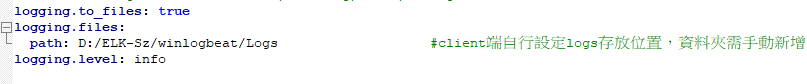 logging.to_files: true
logging.files:
path: D:/ELK-Sz/winlogbeat/Logs #client端自行設定logs存放位置，資料夾需手動新增
logging.level: info